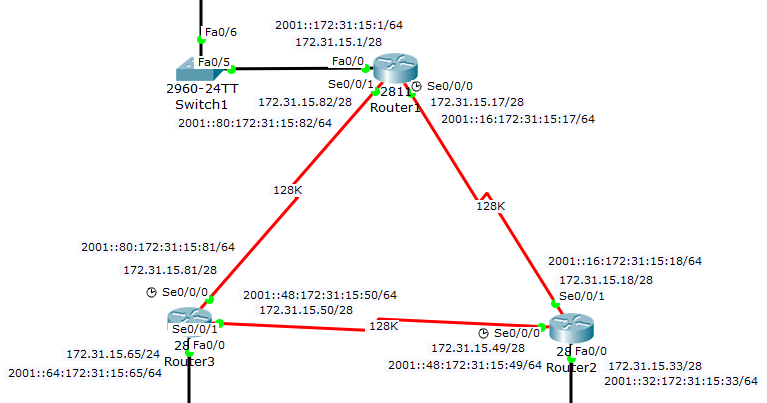 Fa0/6
2001::172:31:15:1/64
172.31.15.1/28
Fa0/5
Fa0/0
2960-24TT
Switch1
Se0/0/1
Se0/0/0
2811
Router1
172.31.15.82/28
172.31.15.17/28
2001::80:172:31:15:82/64
2001::16:172:31:15:17/64
128K
128K
2001::80:172:31:15:81/64
172.31.15.81/28
2001::16:172:31:15:18/64
172.31.15.18/28
Se0/0/0
Se0/0/1
2001::48:172:31:15:50/64
172.31.15.50/28
Se0/0/1
128K
Se0/0/0
28
Fa0/0
Router3
172.31.15.65/24
2001::64:172:31:15:65/64
172.31.15.49/28
2001::48:172:31:15:49/64
28
Fa0/0
Router2
172.31.15.33/28
2001::32:172:31:15:33/64